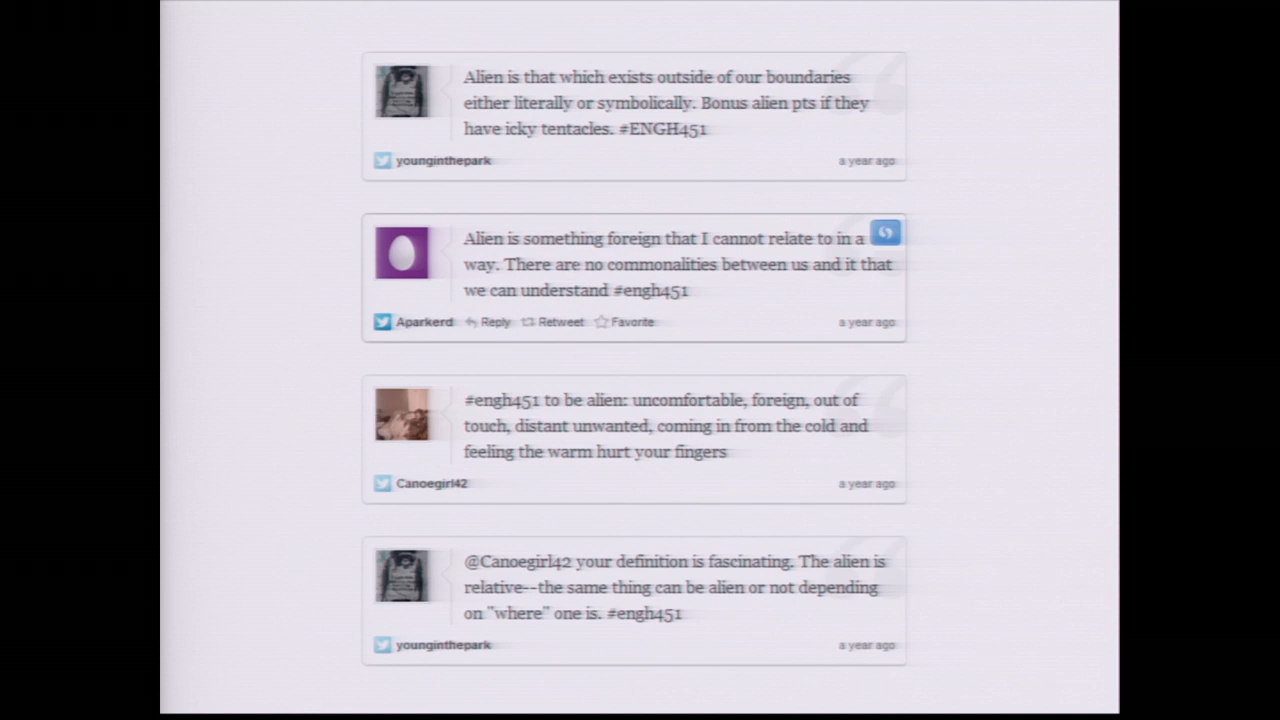 Alien is that which exists outside of our boundaries
either literally or symbolically. Bonus alien pts if they
have icky tentacles. #ENGH451
younginthepark a year ago
Alien is something foreign that I cannot relate to in a
way. There are no commonalities between us and it that
we can understand #engh451
Aparkerd Reply Retweet Favorite a year ago
#engh451 to be alien: uncomfortable, foreign, out of
touch, distant unwanted, coming in from the cold and
feeling the warm hurt your fingers
Canoegirl42 a year ago
@Canoegirl42 your definition is fascinating. The alien is
relative--the same thing can be alien or not depending
on "where" one is. #engh451
younginthepark a year ago